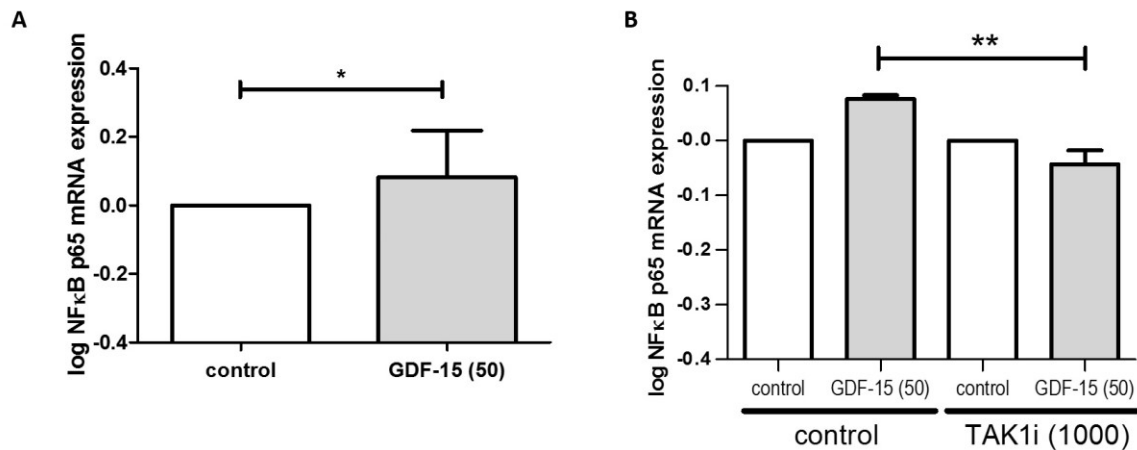 A
log NFκB p65 mRNA expression
0.4
0.2
0.0
-0.2
-0.4
*
control
GDF-15 (50)
B
log NFκB p65 mRNA expression
0.1
-0.0
-0.1
-0.2
-0.3
-0.4
**
control
GDF-15 (50)
control
GDF-15 (50)
control
TAK1i (1000)